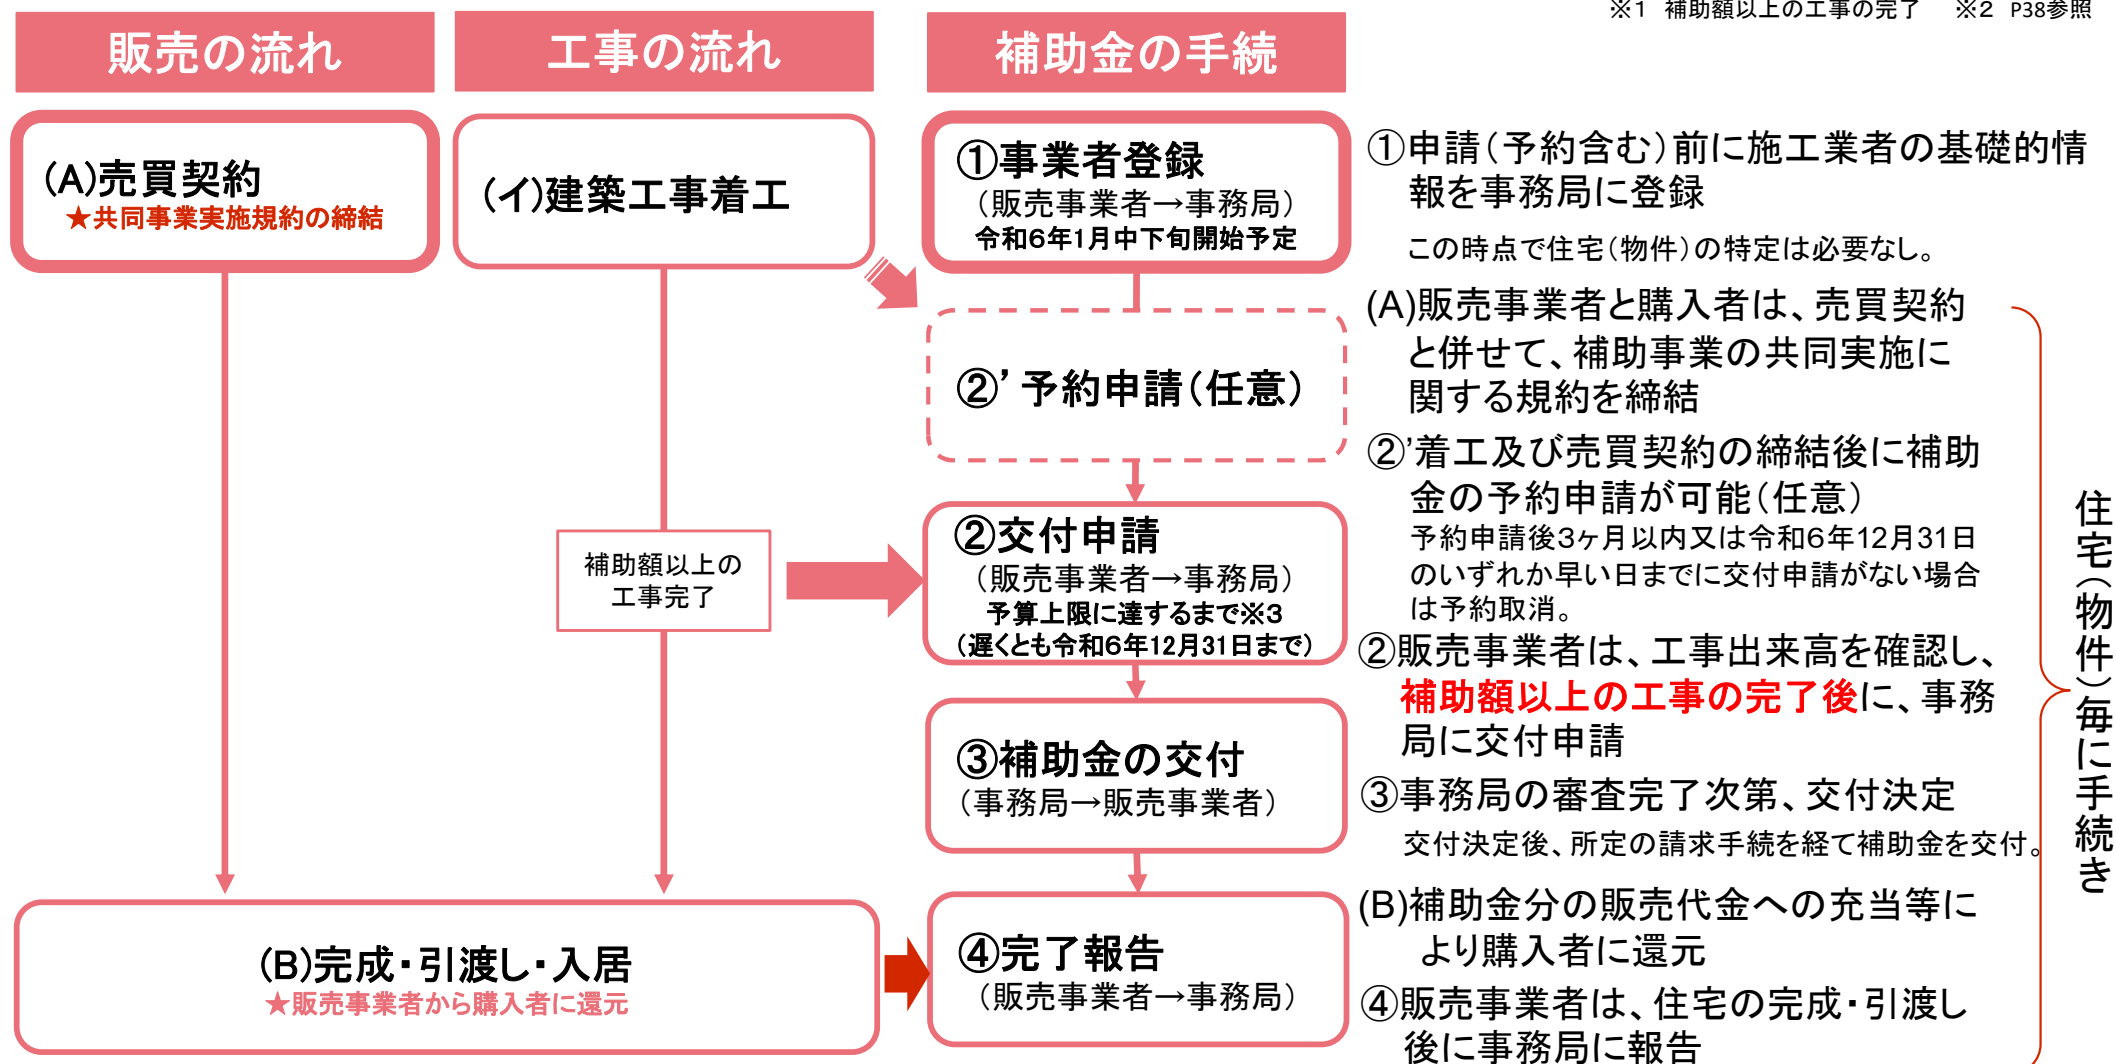 ※1 補助額以上の工事の完了 ※2 P38参照
販売の流れ
工事の流れ
補助金の手続
(A)売買契約
★共同事業実施規約の締結
(イ)建築工事着工
①事業者登録
（販売事業者→事務局）
令和6年1月中下旬開始予定
②’予約申請（任意）
補助額以上の
工事完了
②交付申請
（販売事業者→事務局）
予算上限に達するまで※3
（遅くとも令和6年12月31日まで）
③補助金の交付
（事務局→販売事業者）
(B)完成・引渡し・入居
★販売事業者から購入者に還元
④完了報告
（販売事業者→事務局）
①申請（予約含む）前に施工業者の基礎的情
報を事務局に登録
この時点で住宅（物件）の特定は必要なし。
(A)販売事業者と購入者は、売買契約
と併せて、補助事業の共同実施に
関する規約を締結
②’着工及び売買契約の締結後に補助
金の予約申請が可能（任意）
予約申請後3ヶ月以内又は令和6年12月31日
のいずれか早い日までに交付申請がない場合
は予約取消。
②販売事業者は、工事出来高を確認し、
補助額以上の工事の完了後に、事務
局に交付申請
③事務局の審査完了次第、交付決定
交付決定後、所定の請求手続を経て補助金を交付。
(B)補助金分の販売代金への充当等に
より購入者に還元
④販売事業者は、住宅の完成・引渡し
後に事務局に報告
住宅（物件）毎に手続き